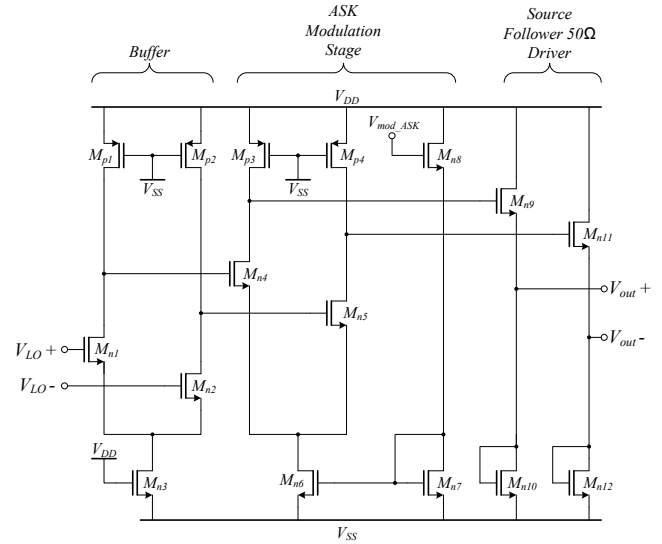 ASK
Modulation
Stage
Source
Follower 50Ω
Driver
Buffer
V_DD
V_mod_ASK
M_p1
M_p2
M_p3
M_p4
M_n8
V_SS
V_SS
M_n9
M_n11
M_n4
M_n5
V_out +
V_LO +
M_n1
V_out -
V_LO -
M_n2
V_DD
M_n3
M_n6
M_n7
M_n10
M_n12
V_SS